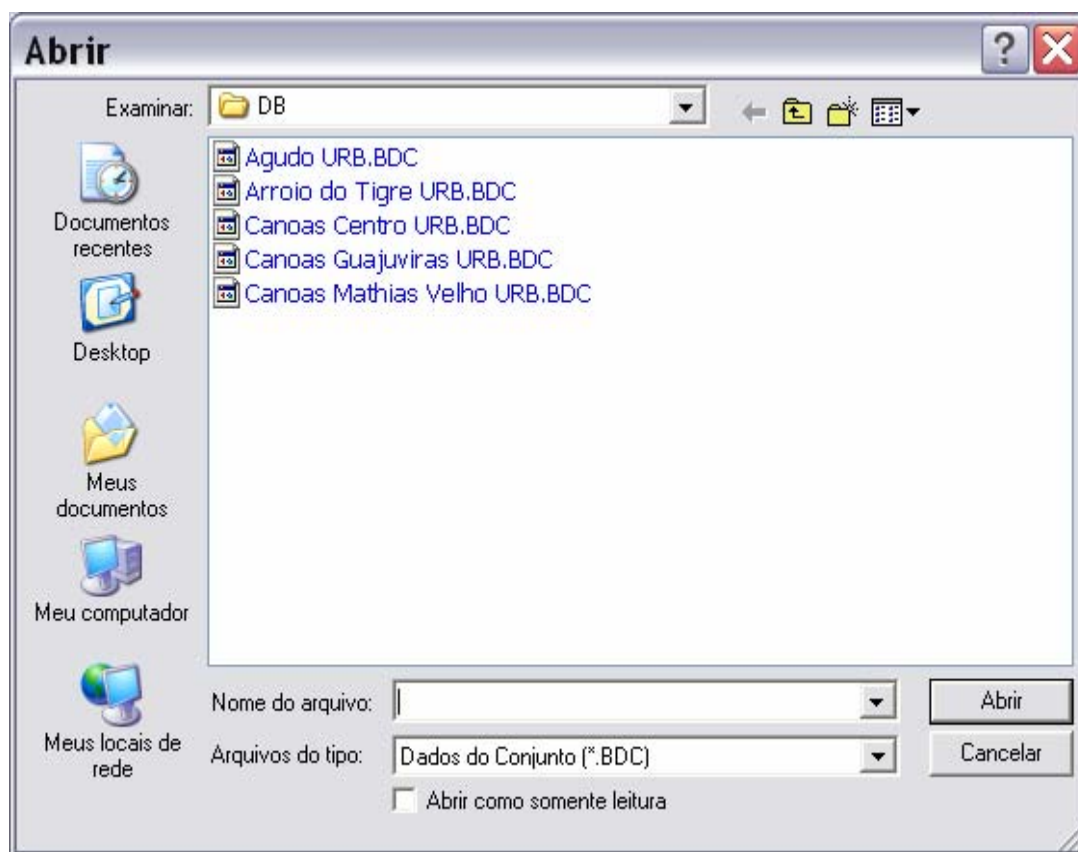 Abrir
Examinar:
DB
Documentos
recentes
Desktop
Meus
documentos
Meu computador
Meus locais de
rede
Agudo URB.BDC
Arroio do Tigre URB.BDC
Canoas Centro URB.BDC
Canoas Guajuviras URB.BDC
Canoas Mathias Velho URB.BDC
Nome do arquivo:
Abrir
Arquivos do tipo:
Dados do Conjunto (*.BDC)
Cancelar
Abrir como somente leitura